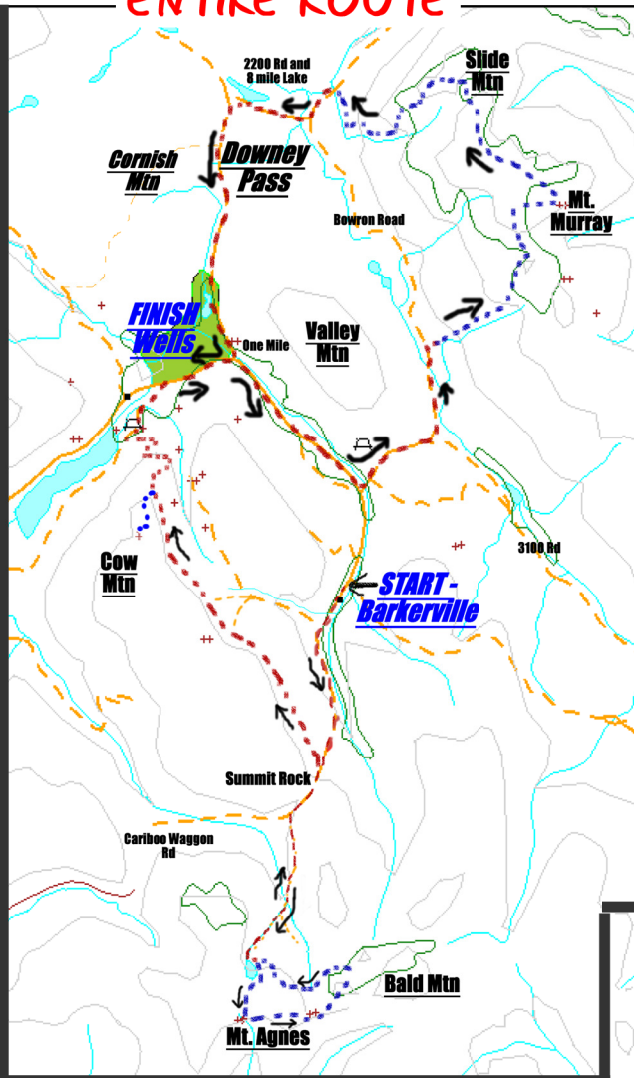 ENTIRE ROUTE
2200 Rd and
8 mile Lake
Slide
Mtn
Cornish
Mtn
Downey
Pass
Mt.
Murray
Bowron Road
FINISH
Wells
One Mile
Valley
Mtn
3100 Rd
Cow
Mtn
START -
Barkerville
Summit Rock
Cariboo Waggon
Rd
Bald Mtn
Mt. Agnes